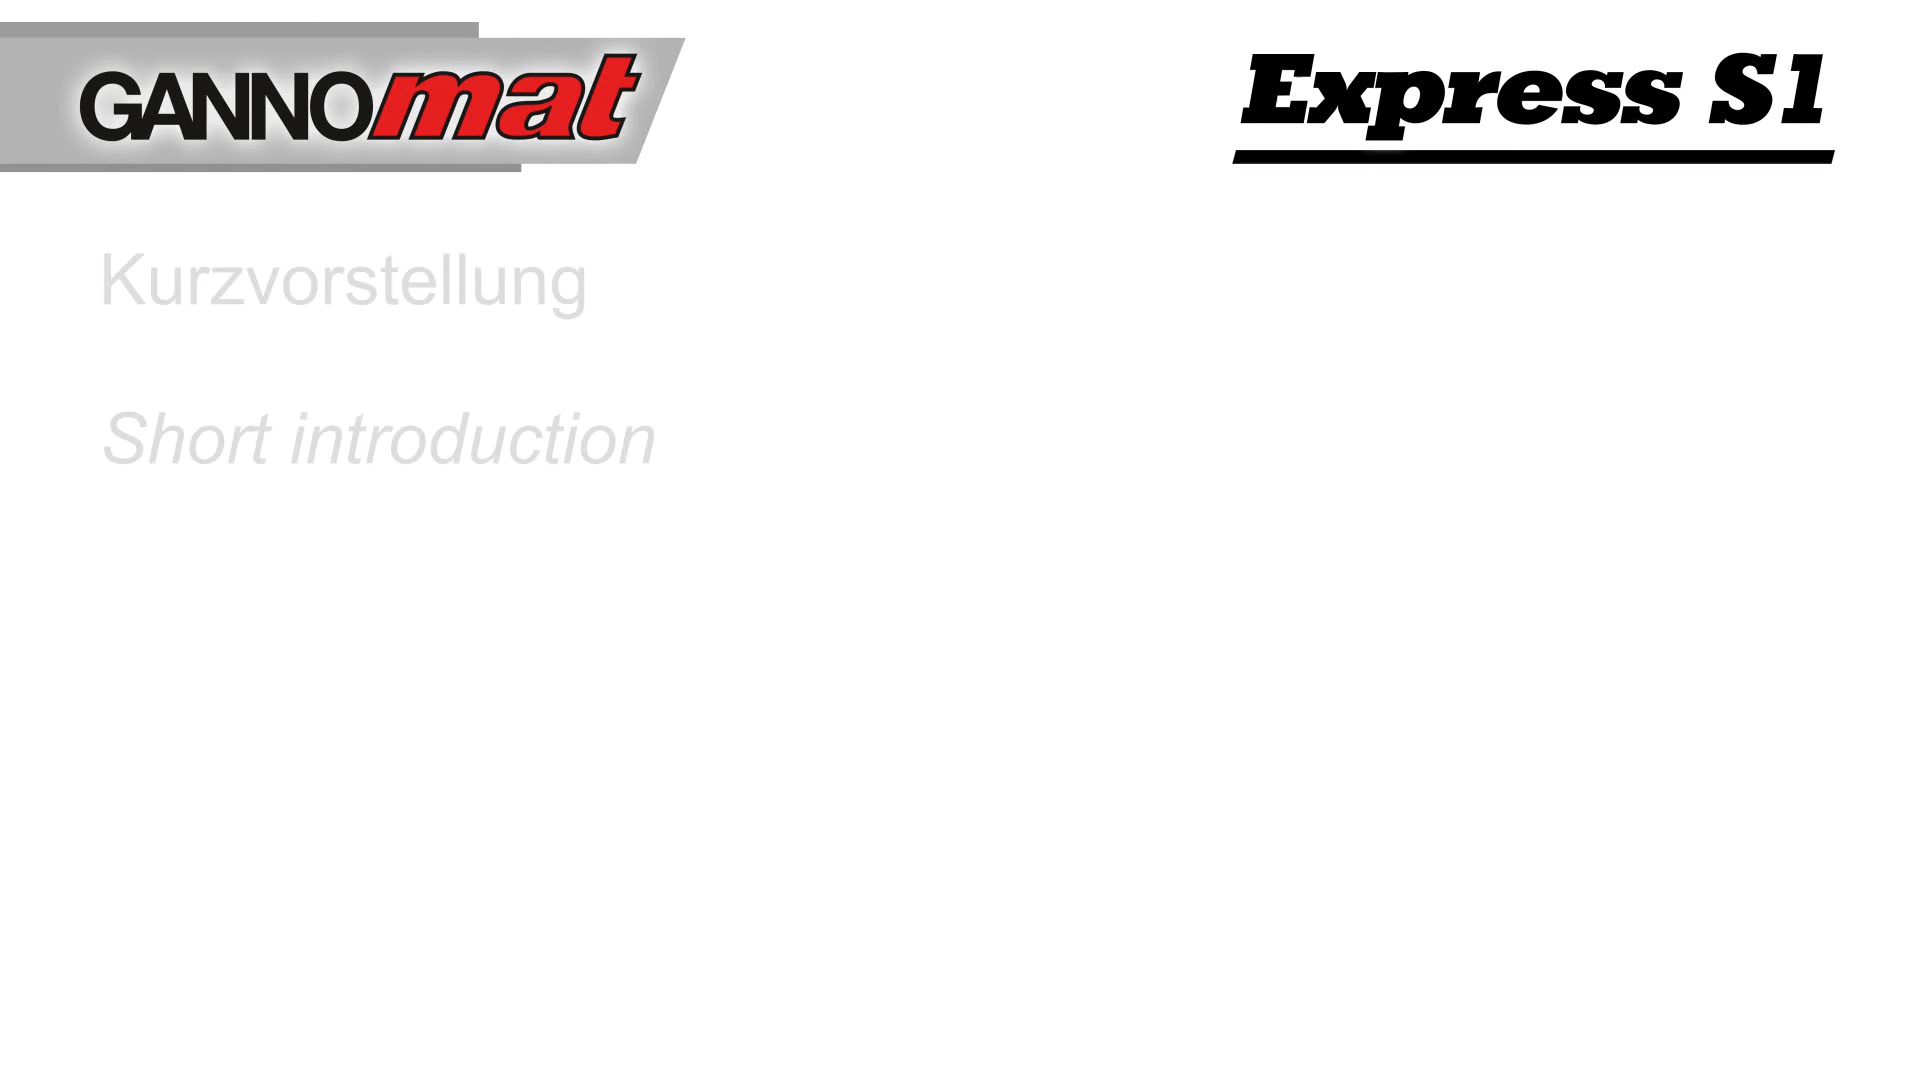 GANNOmat
Express S1
Kurzvorstellung
Short introduction